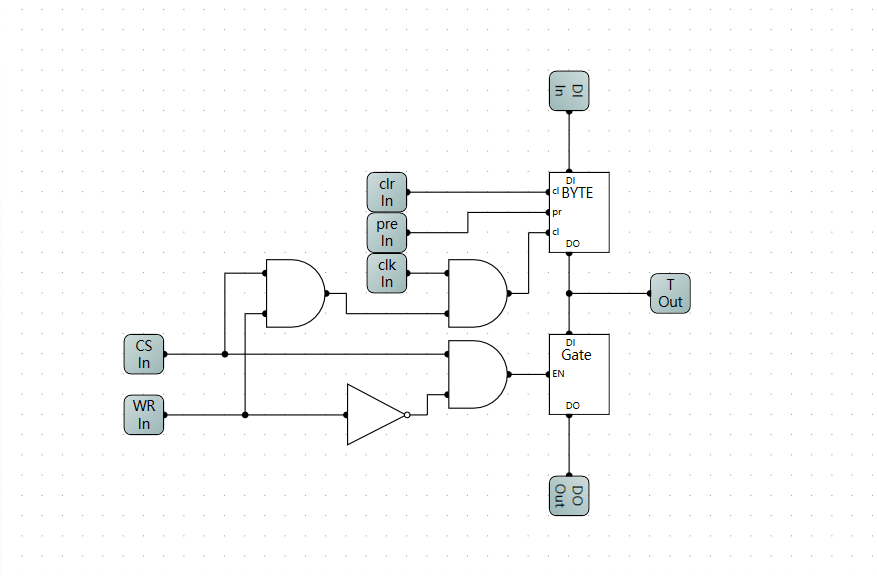 DI
In
clr
In
pre
In
clk
In
DI
cl BYTE
pr
cl
DO
T
Out
CS
In
WR
In
DI
Gate
EN
DO
DO
Out